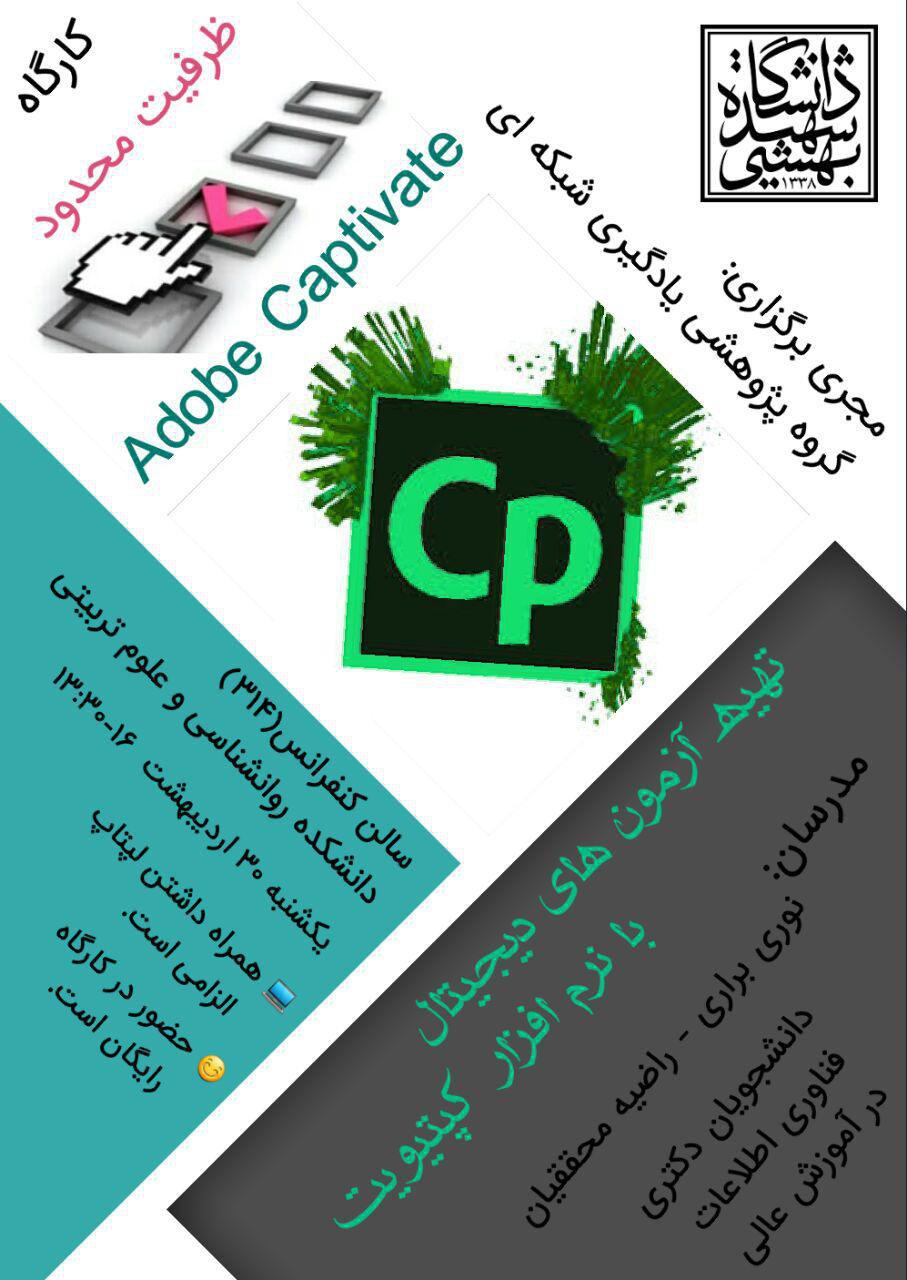 کارگاه
ظرفیت محدود
Adobe Captivate
دانشگاه
شهید
بهشتی
۱۳۳۸
مجری برگزاری:
گروه پژوهشی یادگیری شبکه ای
Cp
تهیه آزمون های دیجیتال
با نرم افزار کپتیویت
مدرسان:
نوری براری - راضیه محققیان
دانشجویان دکتری
فناوری اطلاعات
در آموزش عالی
سالن کنفرانس(۳۱۴)
دانشکده روانشناسی و علوم تربیتی
یکشنبه ۳۰ اردیبهشت ۱۶-۱۳:۳۰
💻 همراه داشتن لپتاپ
الزامی است.
😊 حضور در کارگاه
رایگان است.